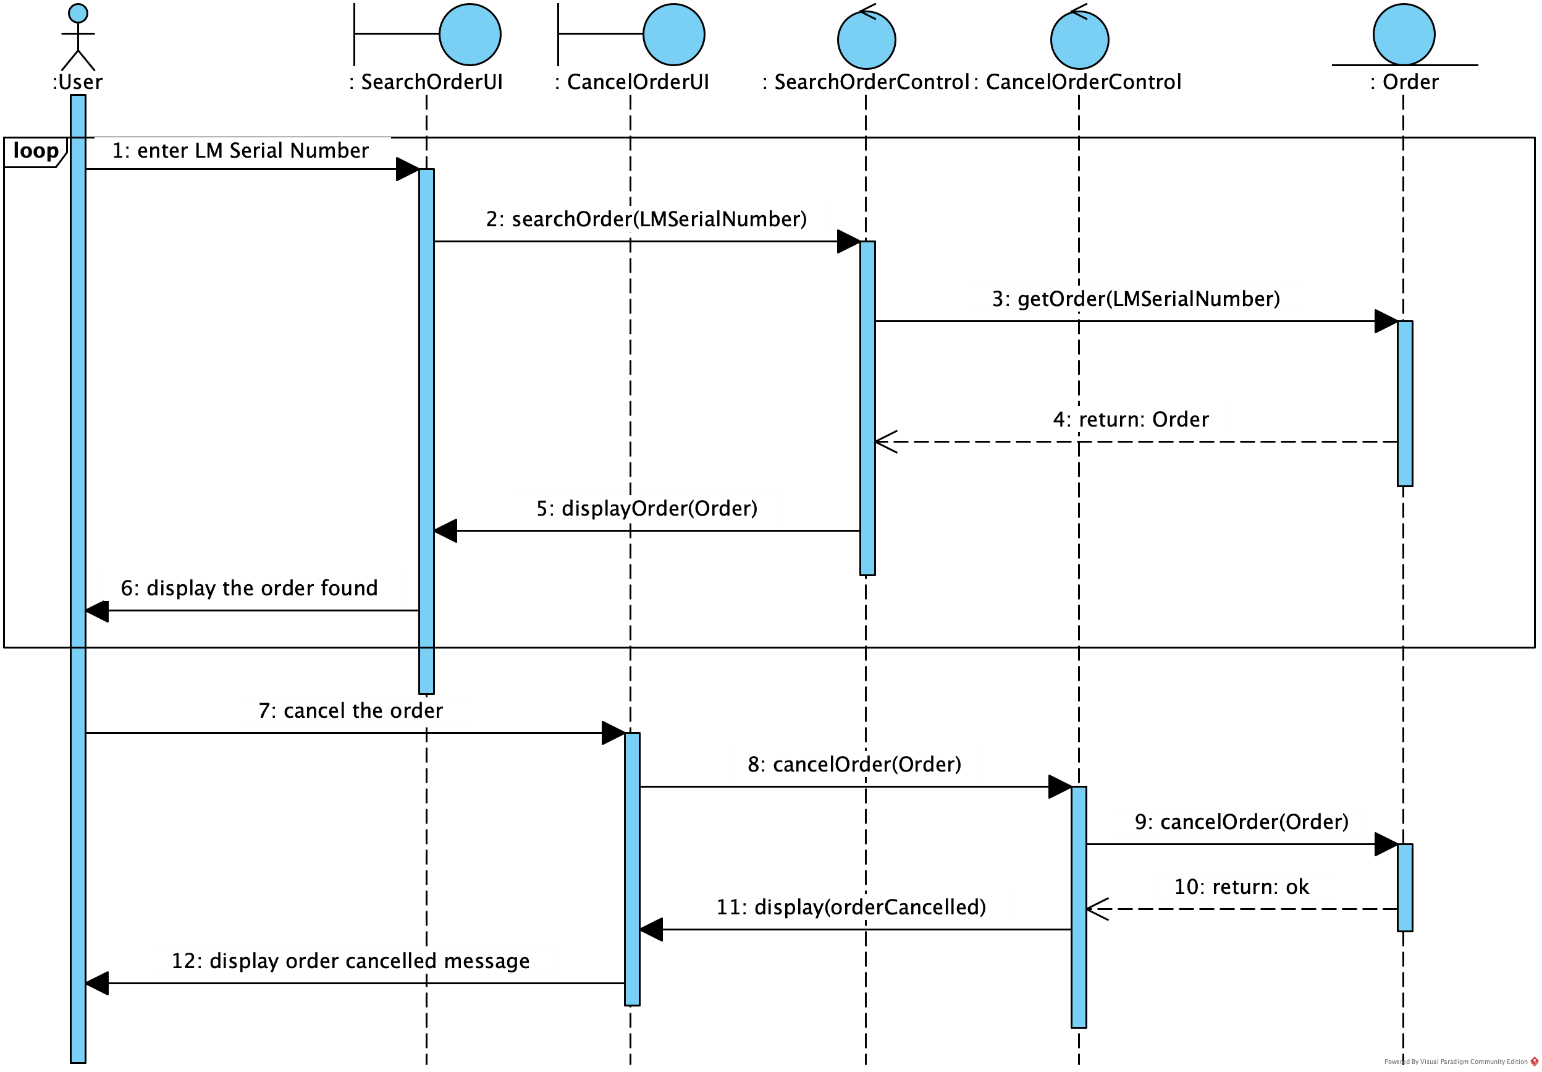 :User
: SearchOrderUI
: CancelOrderUI
: SearchOrderControl
: CancelOrderControl
: Order
loop
1: enter LM Serial Number
2: searchOrder(LMSerialNumber)
3: getOrder(LMSerialNumber)
4: return: Order
5: displayOrder(Order)
6: display the order found
7: cancel the order
8: cancelOrder(Order)
9: cancelOrder(Order)
10: return: ok
11: display(orderCancelled)
12: display order cancelled message
Powered By Visual Paradigm Community Edition